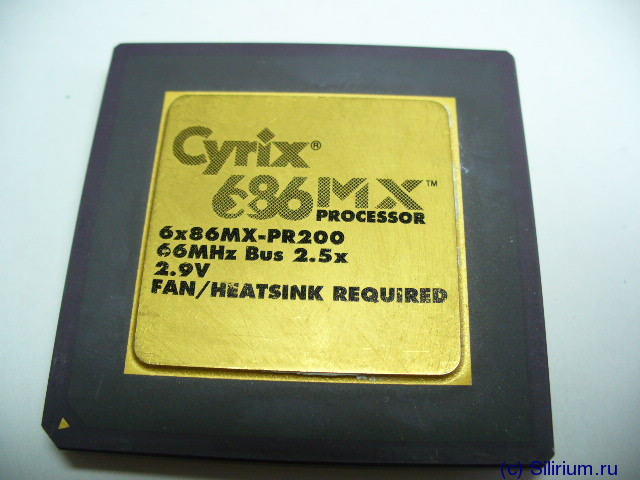 Cyrix®
686MX™
PROCESSOR
6x86MX-PR200
66MHz Bus 2.5x
2.9V
FAN/HEATSINK REQUIRED
(c) Silirium.ru